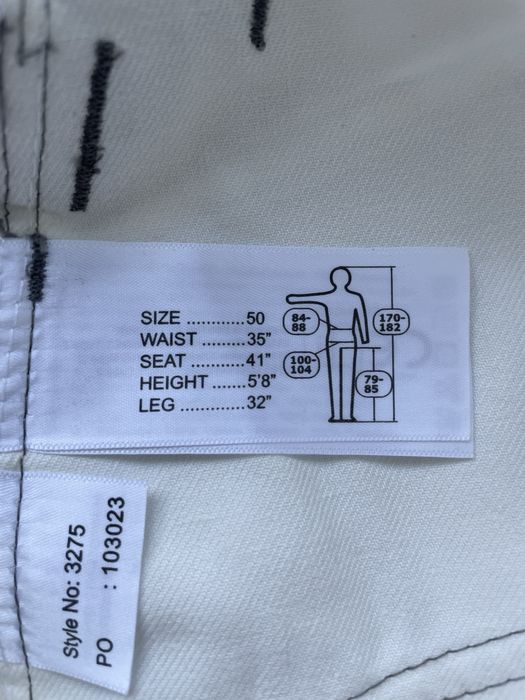 SIZE ...........50
WAIST ........35”
SEAT ..........41”
HEIGHT ......5’8”
LEG ............32”
84-
88
170-
182
100-
104
79-
85
Style No: 3275
PO : 103023